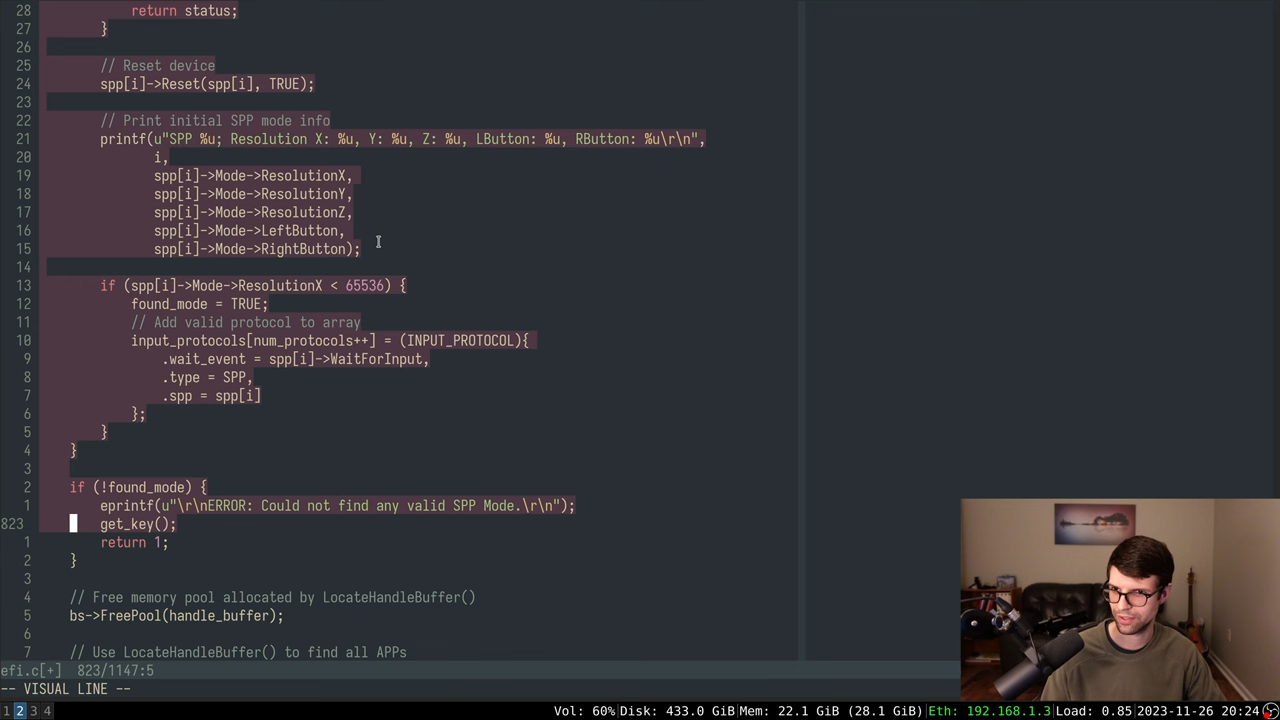 28             return status;
27         }
26
25         // Reset device
24         spp[i]->Reset(spp[i], TRUE);
23
22         // Print initial SPP mode info
21         printf(u"SPP %u; Resolution X: %u, Y: %u, Z: %u, LButton: %u, RButton: %u\r\n",
20                i,
19                spp[i]->Mode->ResolutionX,
18                spp[i]->Mode->ResolutionY,
17                spp[i]->Mode->ResolutionZ,
16                spp[i]->Mode->LeftButton,
15                spp[i]->Mode->RightButton);
14
13         if (spp[i]->Mode->ResolutionX < 65536) {
12             found_mode = TRUE;
11             // Add valid protocol to array
10             input_protocols[num_protocols++] = (INPUT_PROTOCOL){
9                 .wait_event = spp[i]->WaitForInput,
8                 .type = SPP,
7                 .spp = spp[i]
6             };
5         }
4     }
3
2     if (!found_mode) {
1         eprintf(u"\r\nERROR: Could not find any valid SPP Mode.\r\n");
823         get_key();
1         return 1;
2     }
3
4     // Free memory pool allocated by LocateHandleBuffer()
5     bs->FreePool(handle_buffer);
6
7     // Use LocateHandleBuffer() to find all APPs
efi.c[+]  823/1147:5
-- VISUAL LINE --
1 2 3 4 Vol: 60% Disk: 433.0 GiB Mem: 22.1 GiB (28.1 GiB) Eth: 192.168.1.3 Load: 0.85 2023-11-26 20:24